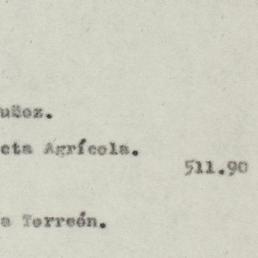 uñoz.
cta Agrícola.
511.90
a Torreón.